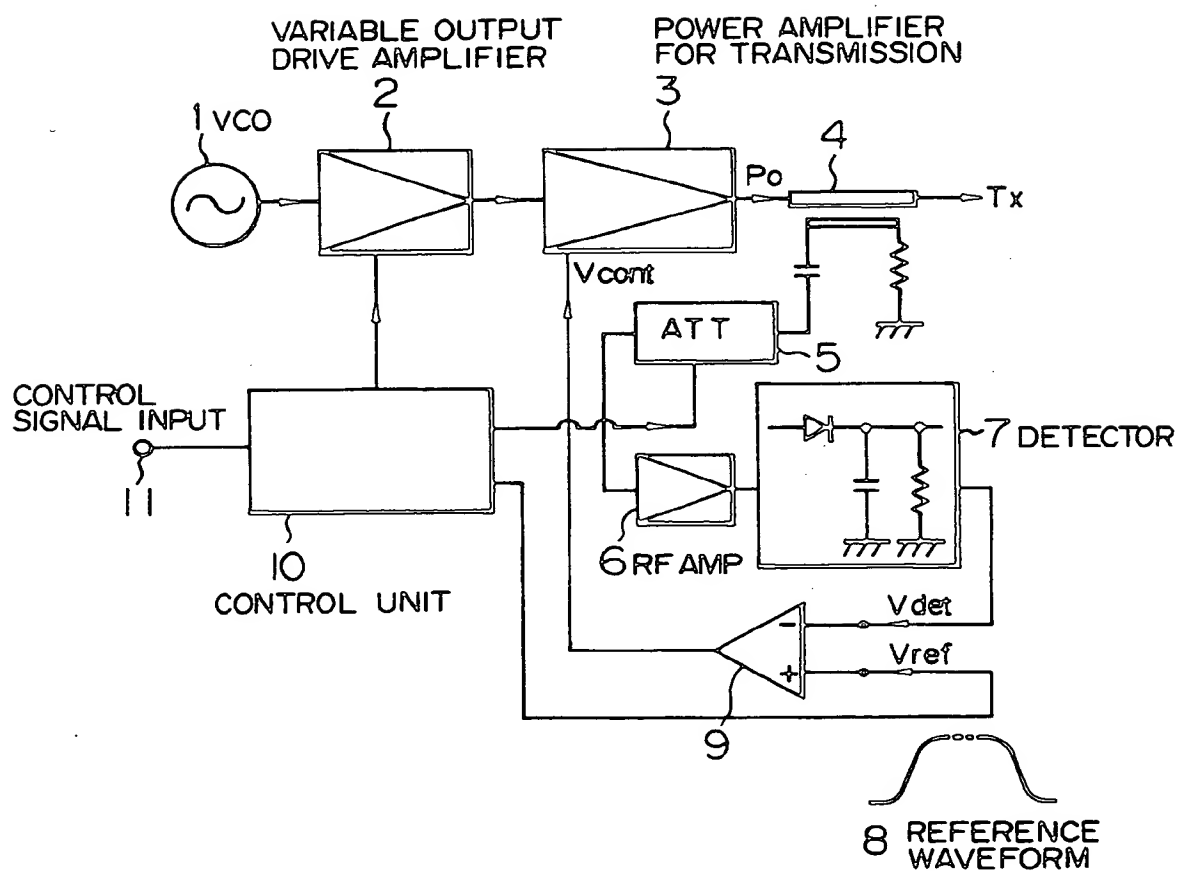 VARIABLE OUTPUT
DRIVE AMPLIFIER
2
POWER AMPLIFIER
FOR TRANSMISSION
3
1 VCO
4
Po
Tx
Vcont
ATT
5
CONTROL
SIGNAL INPUT
11
7 DETECTOR
6 RF AMP
10
CONTROL UNIT
Vdet
-
Vref
+
9
8 REFERENCE
WAVEFORM